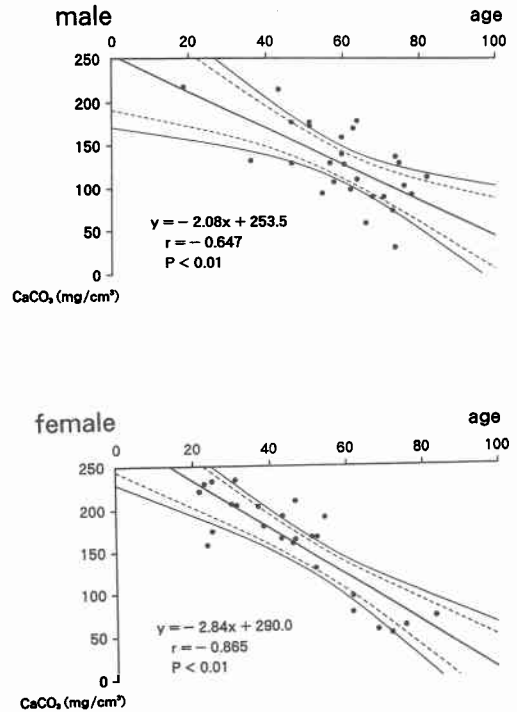 male
age
0 20 40 60 80 100
250
200
150
100
50
0
y = − 2.08x + 253.5
r = − 0.647
P < 0.01
CaCO₃ (mg/cm³)
female
age
0 20 40 60 80 100
250
200
150
100
50
0
y = − 2.84x + 290.0
r = − 0.865
P < 0.01
CaCO₃ (mg/cm³)